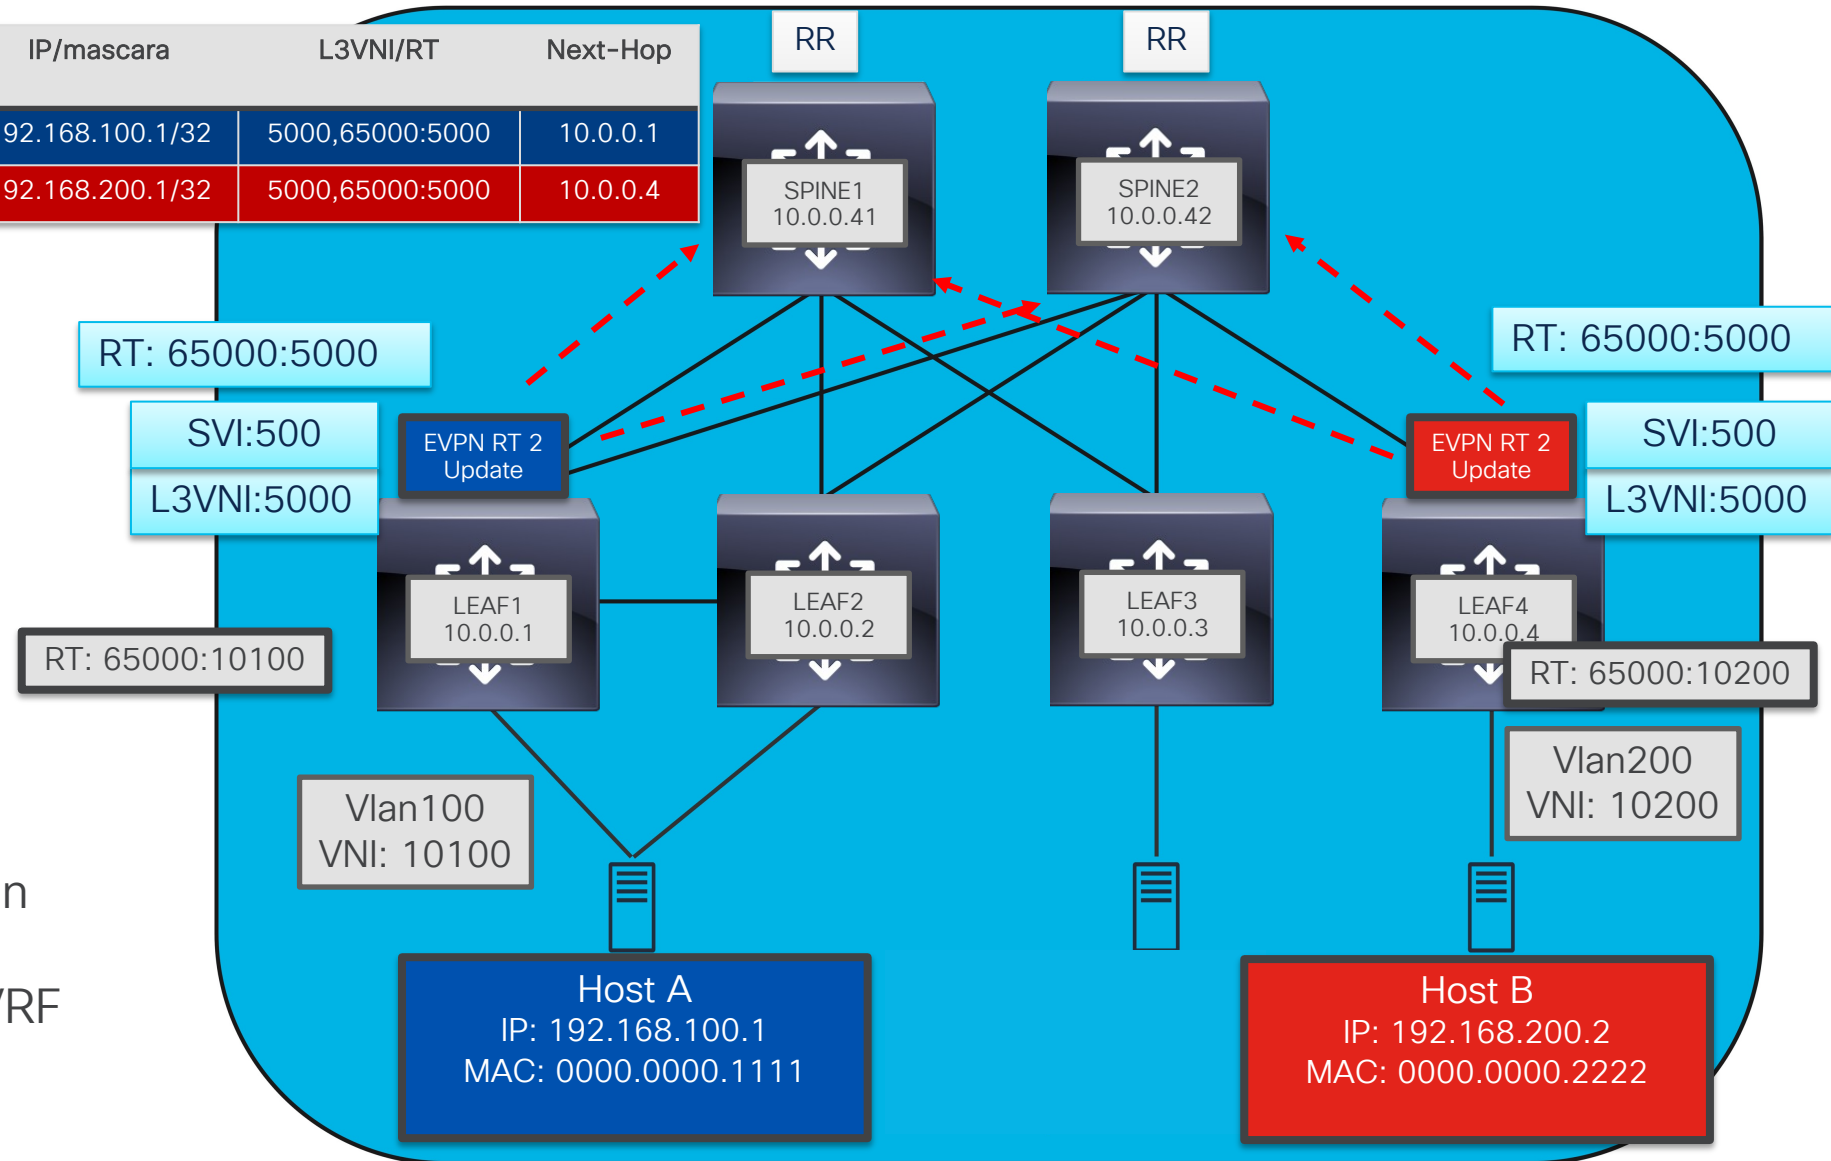 IP/mascara L3VNI/RT Next-Hop
92.168.100.1/32 5000,65000:5000 10.0.0.1
92.168.200.1/32 5000,65000:5000 10.0.0.4
RR
RR
SPINE1
10.0.0.41
SPINE2
10.0.0.42
RT: 65000:5000
SVI:500
L3VNI:5000
EVPN RT 2
Update
EVPN RT 2
Update
RT: 65000:5000
SVI:500
L3VNI:5000
LEAF1
10.0.0.1
LEAF2
10.0.0.2
LEAF3
10.0.0.3
LEAF4
10.0.0.4
RT: 65000:10100
RT: 65000:10200
Vlan100
VNI: 10100
Vlan200
VNI: 10200
n
VRF
Host A
IP: 192.168.100.1
MAC: 0000.0000.1111
Host B
IP: 192.168.200.2
MAC: 0000.0000.2222